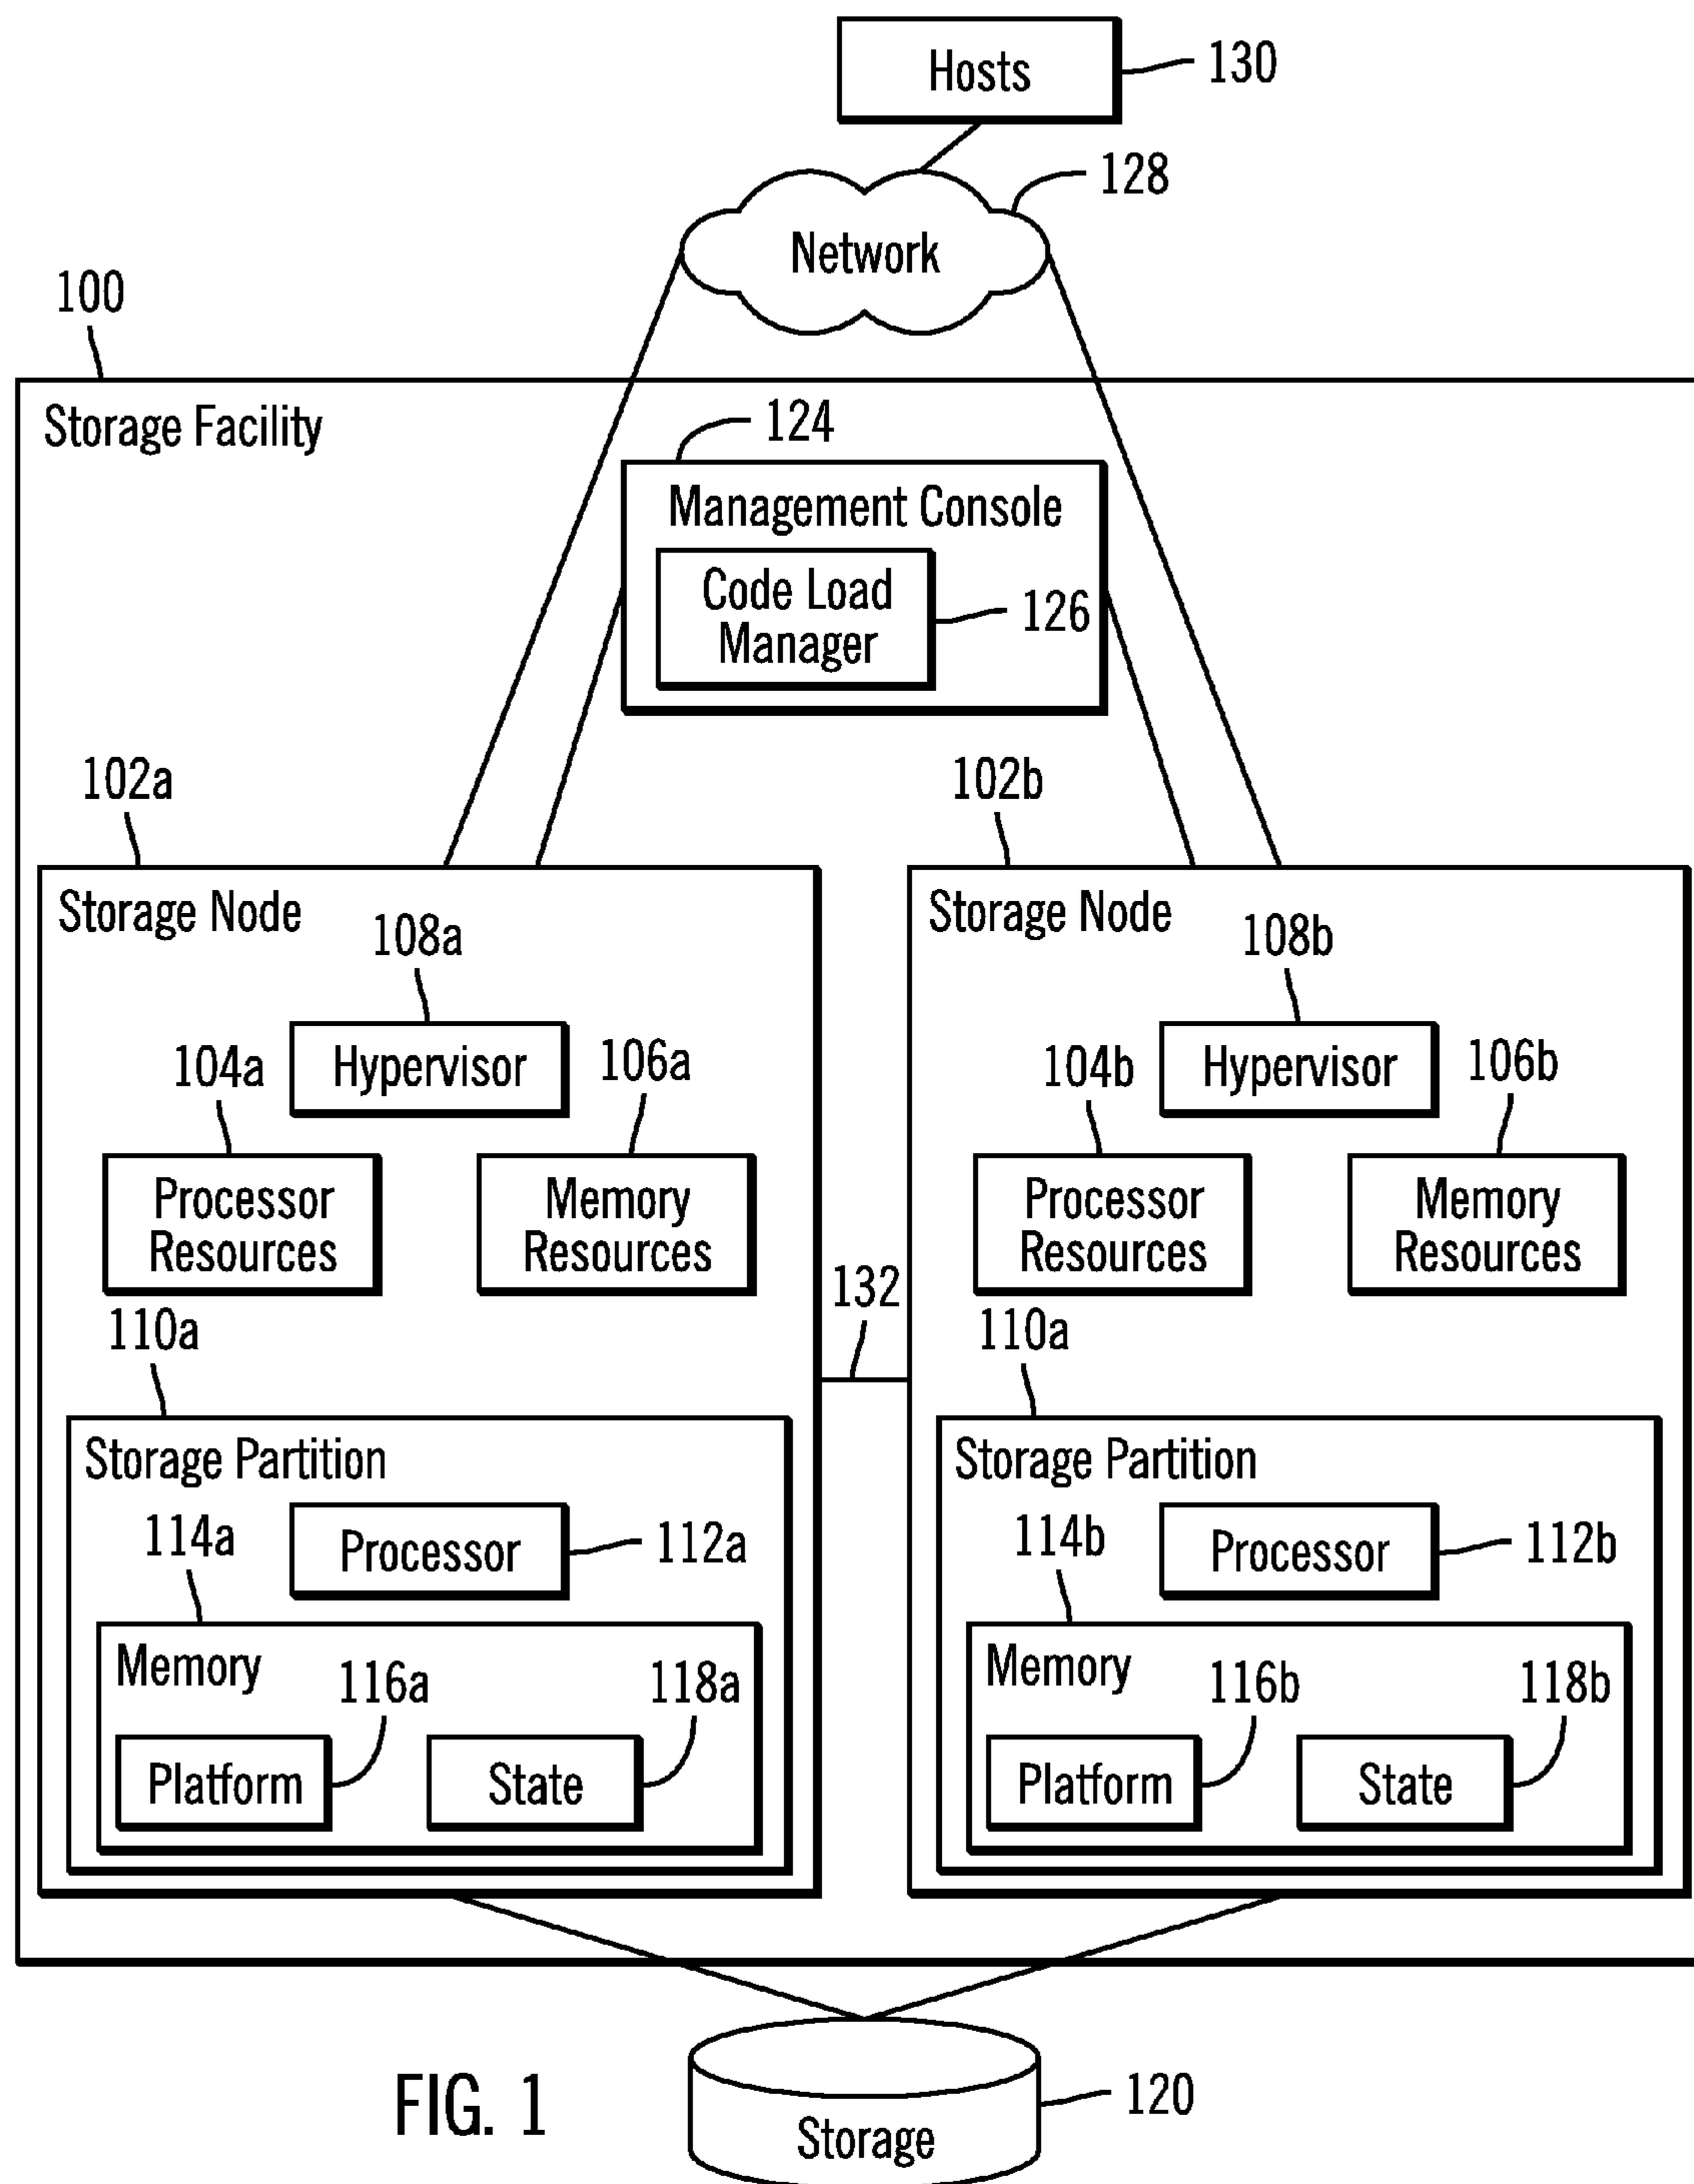 Hosts
130
128
Network
100
Storage Facility
124
Management Console
Code Load
Manager
126
102a
Storage Node
108a
Hypervisor
104a
106a
Processor
Resources
Memory
Resources
110a
Storage Partition
Processor
112a
114a
Memory
116a
118a
Platform
State
132
102b
Storage Node
108b
Hypervisor
104b
106b
Processor
Resources
Memory
Resources
110a
Storage Partition
Processor
112b
114b
Memory
116b
118b
Platform
State
Storage
120
FIG. 1